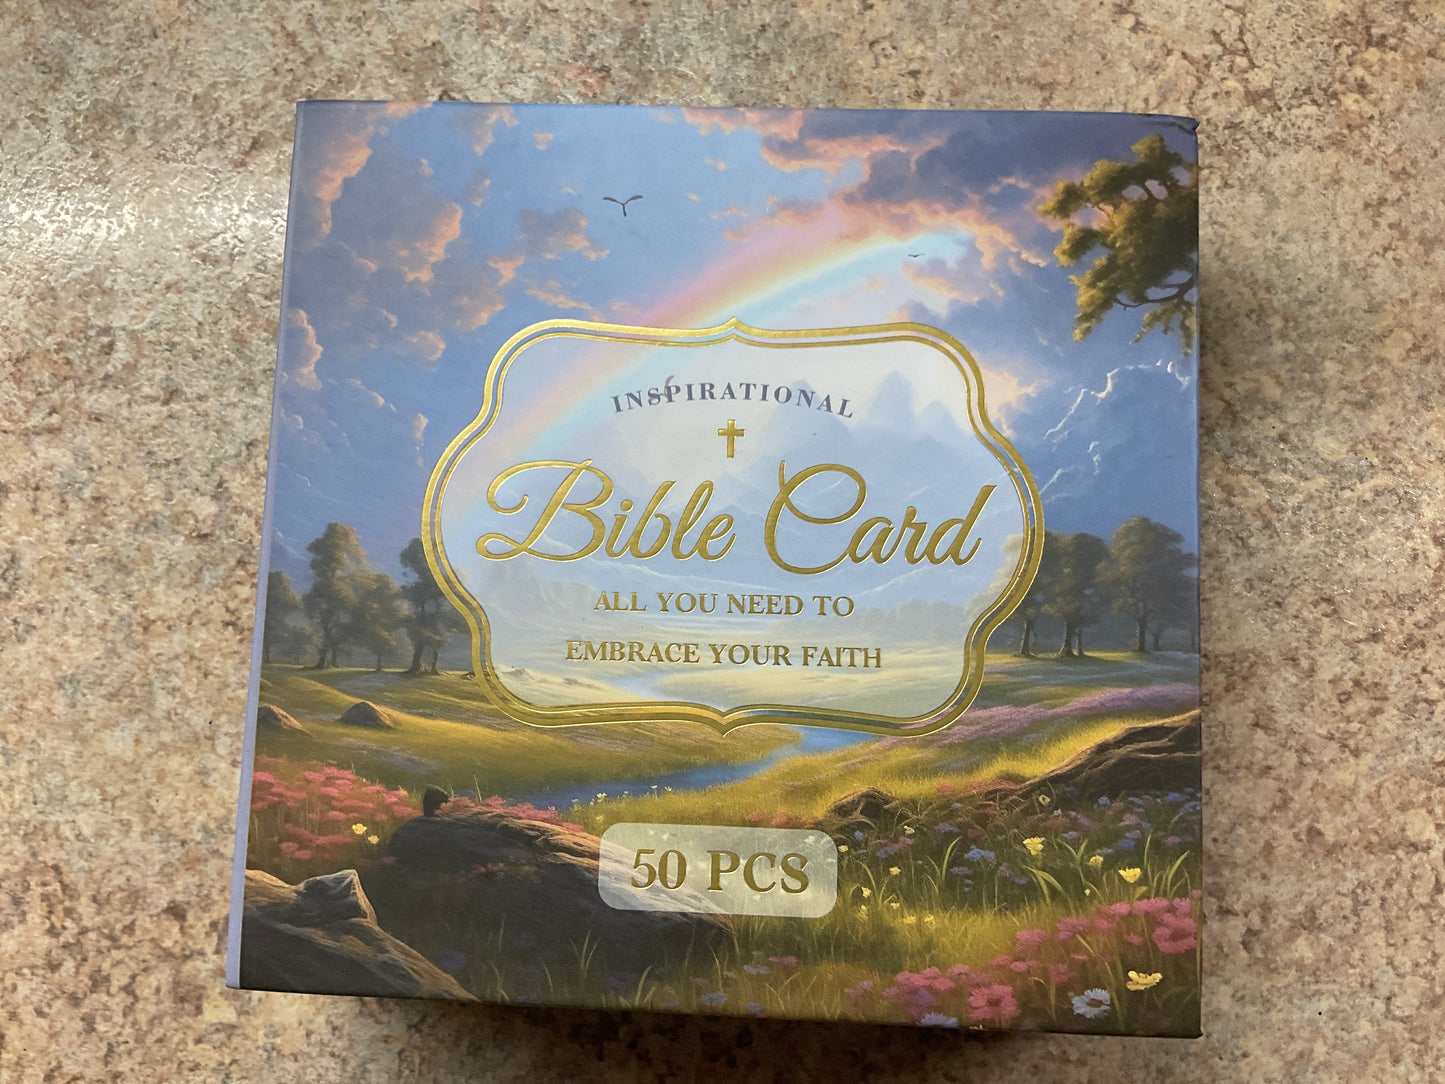 INSPIRATIONAL
Bible Card
ALL YOU NEED TO
EMBRACE YOUR FAITH
50 PCS